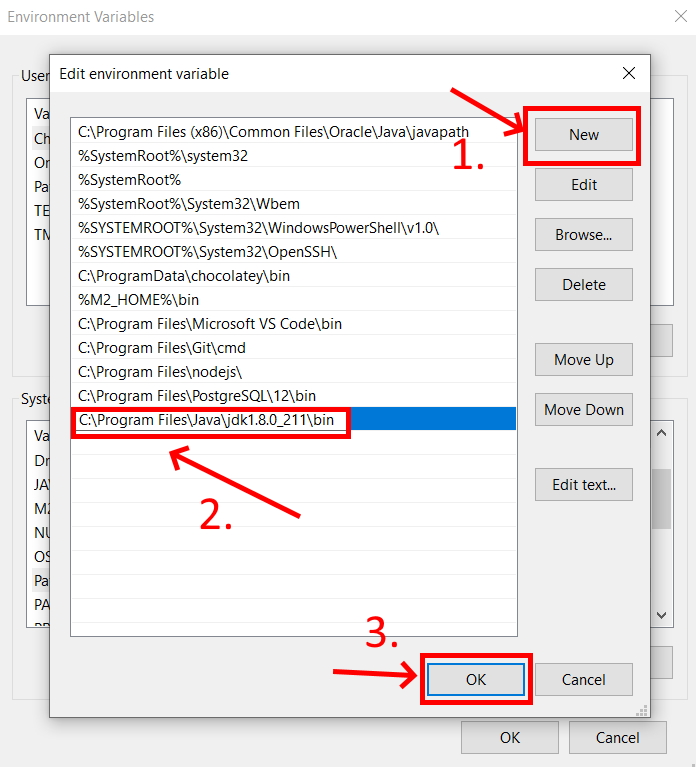 Environment Variables
User
Edit environment variable
Va
Ch
Or
Pa
TE
TM
C:\Program Files (x86)\Common Files\Oracle\Java\javapath
%SystemRoot%\system32
%SystemRoot%
%SystemRoot%\System32\Wbem
%SYSTEMROOT%\System32\WindowsPowerShell\v1.0\
%SYSTEMROOT%\System32\OpenSSH\
C:\ProgramData\chocolatey\bin
%M2_HOME%\bin
C:\Program Files\Microsoft VS Code\bin
C:\Program Files\Git\cmd
C:\Program Files\nodejs\
C:\Program Files\PostgreSQL\12\bin
C:\Program Files\Java\jdk1.8.0_211\bin
1.
New
Edit
Browse...
Delete
Move Up
Move Down
Edit text...
2.
Syste
Va
Dr
JA
M2
NU
OS
Pa
PA
3.
OK
Cancel
OK
Cancel